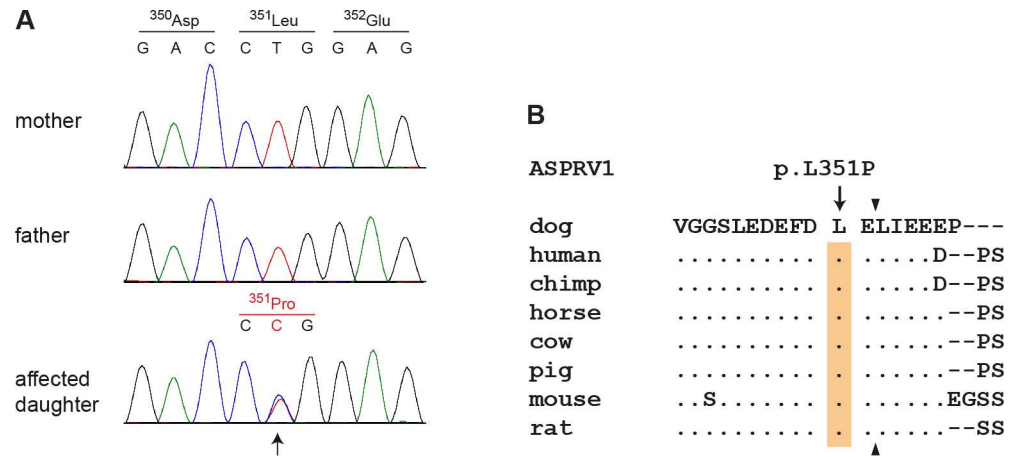 A
350Asp 351Leu 352Glu
G A C C T G G A G
mother
father
351Pro
C C G
affected
daughter
B
ASPRV1 p.L351P
dog VGGSLEDEFD L ELIEEEP---
human .......... . ......D--PS
chimp .......... . ......D--PS
horse .......... . .......--PS
cow .......... . .......--PS
pig .......... . .......--PS
mouse ..S....... . .......EGSS
rat .......... . .......--SS